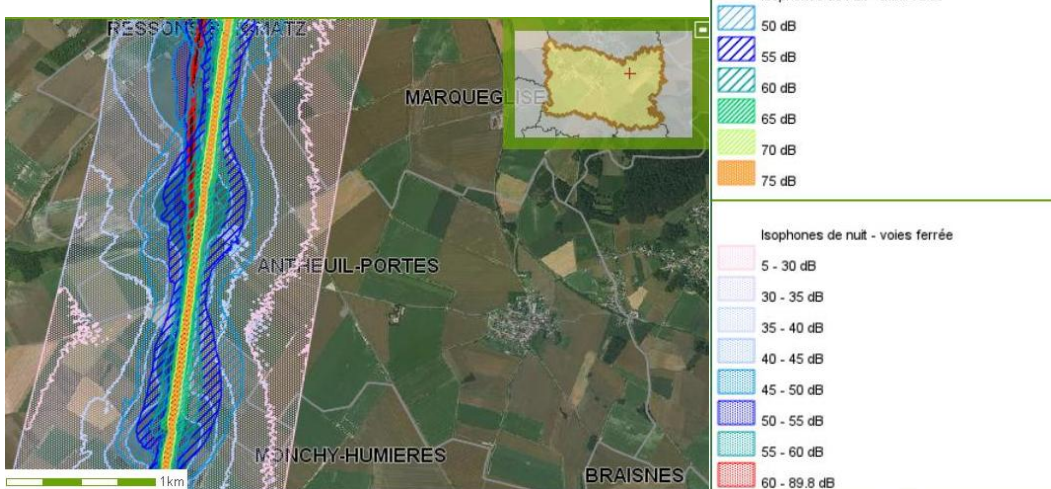 RESSONS MATZ
MARQUEGLISE
ANTHEUIL-PORTES
MONCHY-HUMIERES
BRAISNES
1km
50 dB
55 dB
60 dB
65 dB
70 dB
75 dB
Isophones de nuit - voies ferrée
5 - 30 dB
30 - 35 dB
35 - 40 dB
40 - 45 dB
45 - 50 dB
50 - 55 dB
55 - 60 dB
60 - 89.8 dB